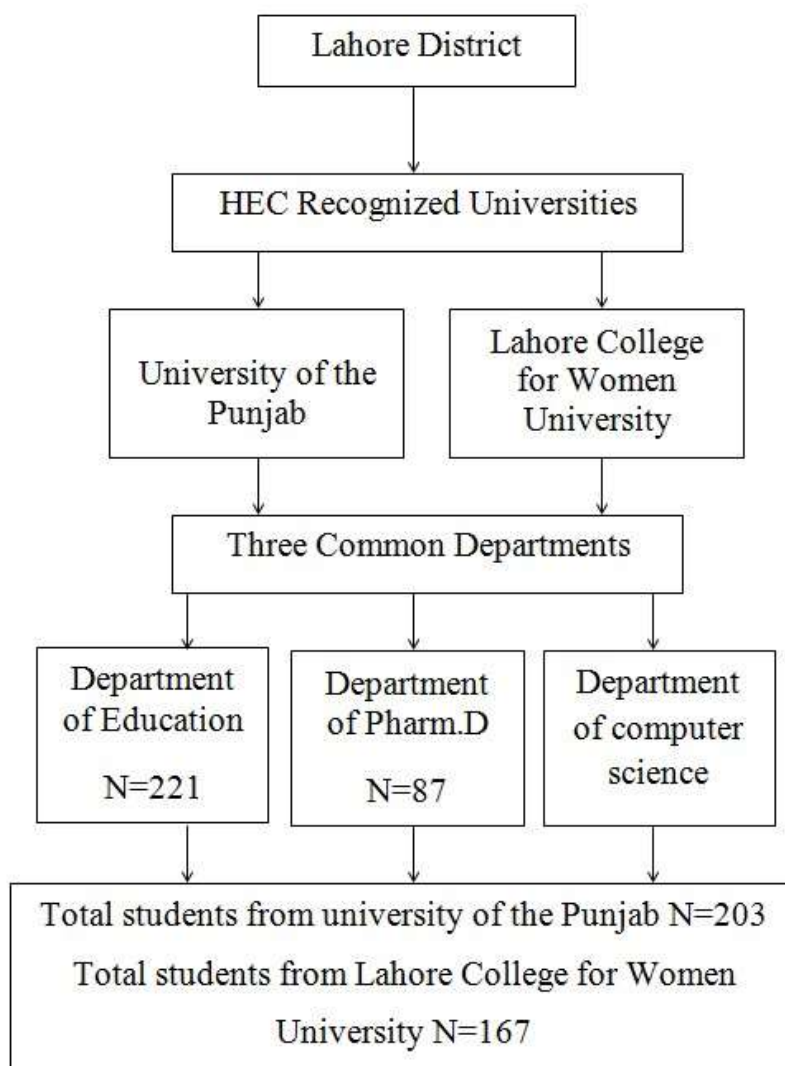 Lahore District
HEC Recognized Universities
University of the
Punjab
Lahore College
for Women
University
Three Common Departments
Department
of Education
N=221
Department
of Pharm.D
N=87
Department
of computer
science
Total students from university of the Punjab N=203
Total students from Lahore College for Women
University N=167